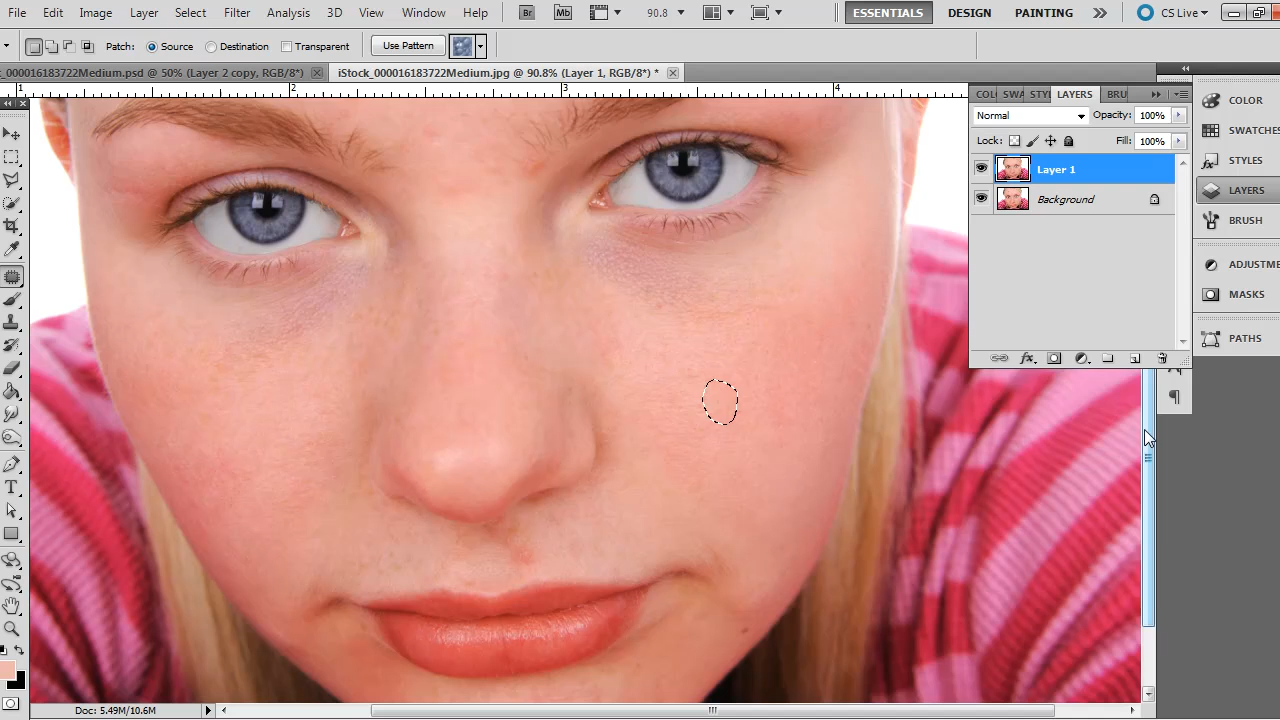 File Edit Image Layer Select Filter Analysis 3D View Window Help Br Mb 90.8 ESSENTIALS DESIGN PAINTING CS Live
Patch: Source Destination Transparent Use Pattern
_000016183722Medium.psd @ 50% (Layer 2 copy, RGB/8*) iStock_000016183722Medium.jpg @ 90.8% (Layer 1, RGB/8*) *
1 2 3 4
COL SWA STYL LAYERS BRU
Normal Opacity: 100%
Lock: Fill: 100%
Layer 1
Background
COLOR
SWATCHES
STYLES
LAYERS
BRUSH
ADJUSTME
MASKS
PATHS
Doc: 5.49M/10.6M